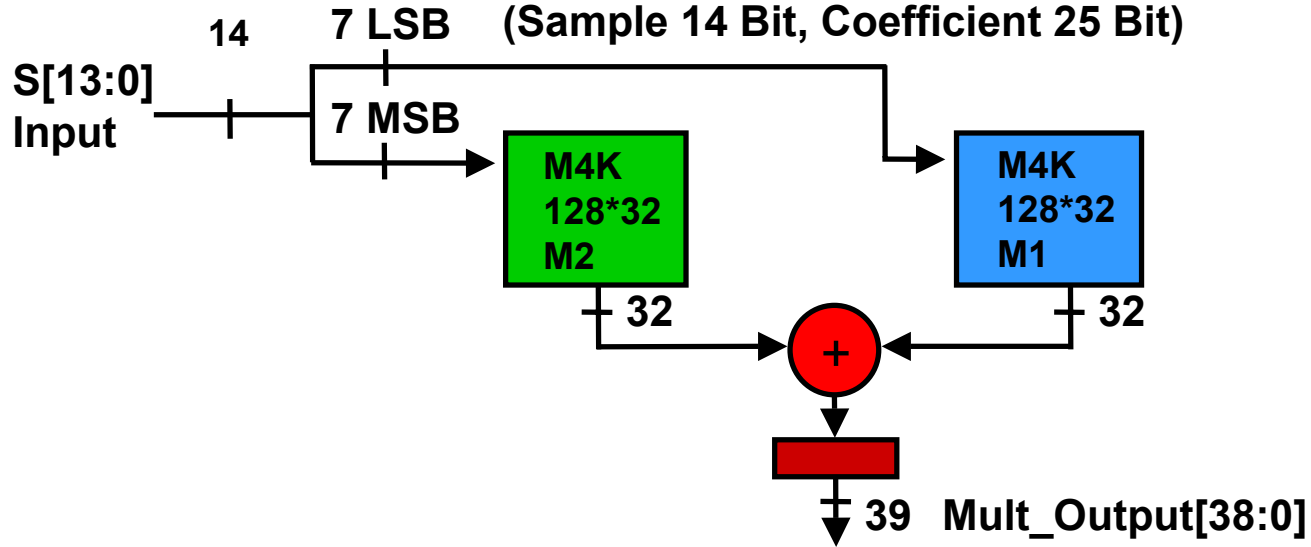 7 LSB (Sample 14 Bit, Coefficient 25 Bit)
14
S[13:0]
Input
7 MSB
M4K
128*32
M2
M4K
128*32
M1
32
32
+
39 Mult_Output[38:0]